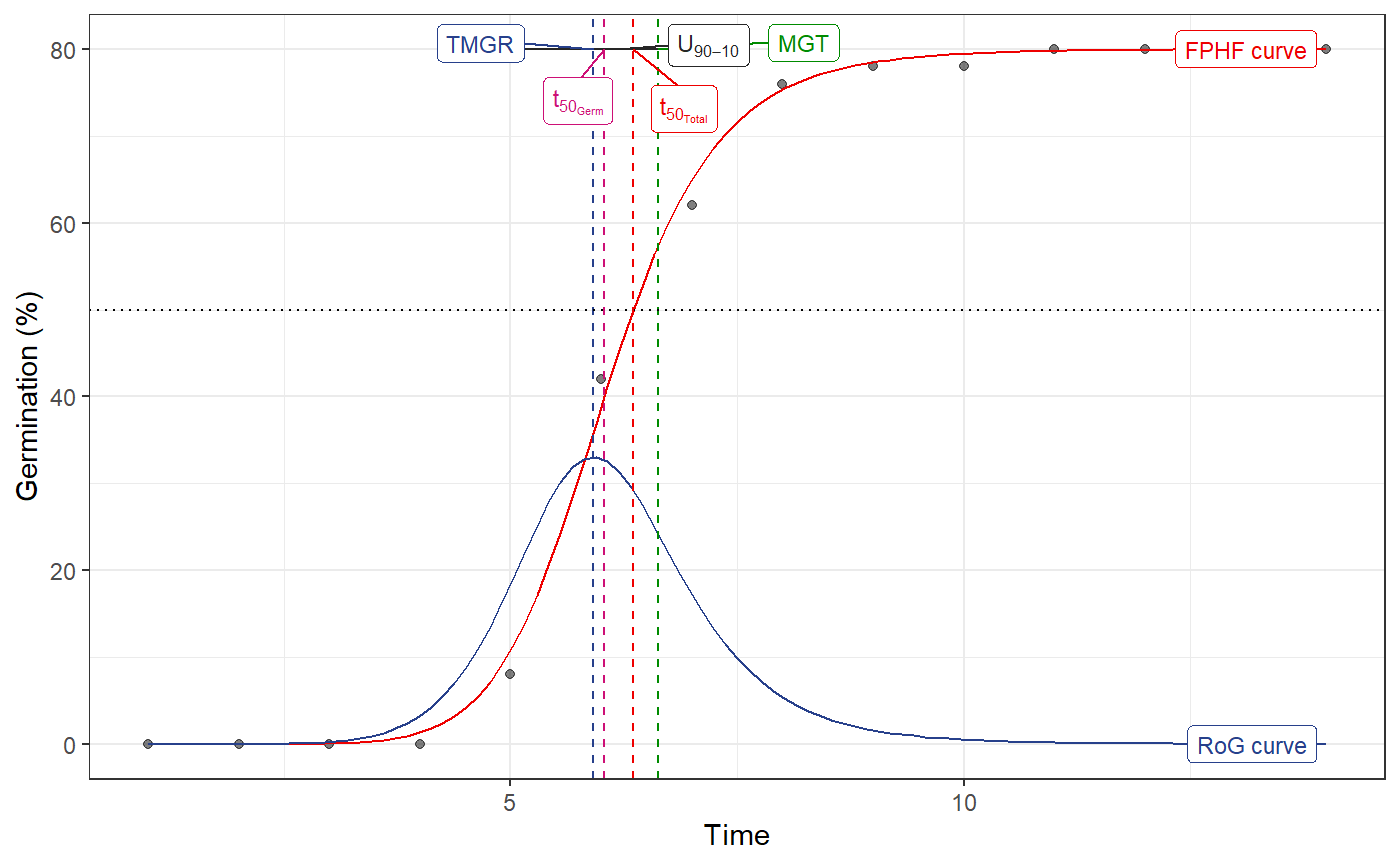 TMGR
U90–10
MGT
FPHF curve
t50Germ
t50Total
80
60
40
20
0
Germination (%)
RoG curve
5
10
Time